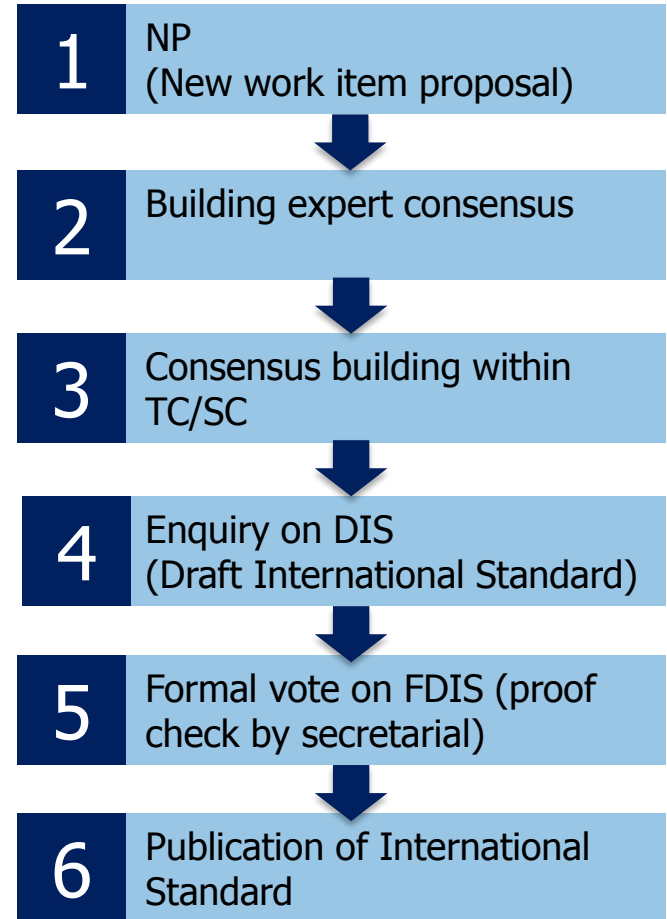 1
NP
(New work item proposal)
2
Building expert consensus
3
Consensus building within
TC/SC
4
Enquiry on DIS
(Draft International Standard)
5
Formal vote on FDIS (proof
check by secretarial)
6
Publication of International
Standard